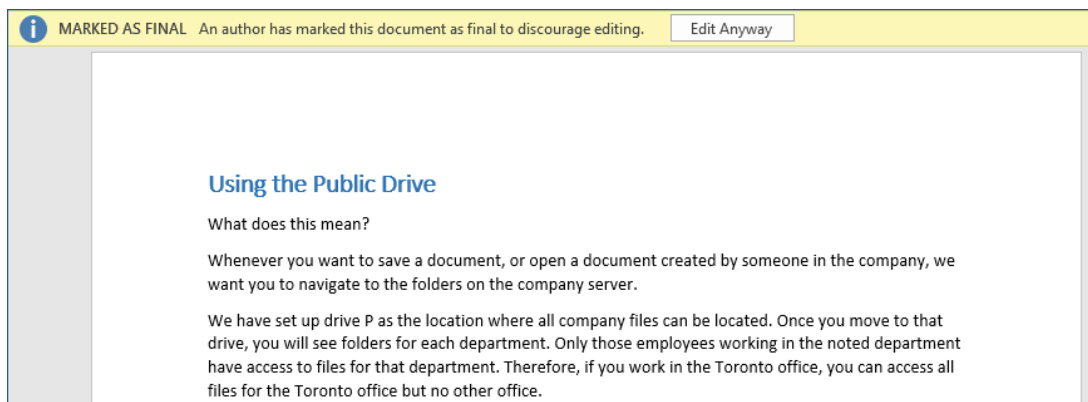 MARKED AS FINAL An author has marked this document as final to discourage editing. Edit Anyway
Using the Public Drive
What does this mean?
Whenever you want to save a document, or open a document created by someone in the company, we
want you to navigate to the folders on the company server.
We have set up drive P as the location where all company files can be located. Once you move to that
drive, you will see folders for each department. Only those employees working in the noted department
have access to files for that department. Therefore, if you work in the Toronto office, you can access all
files for the Toronto office but no other office.